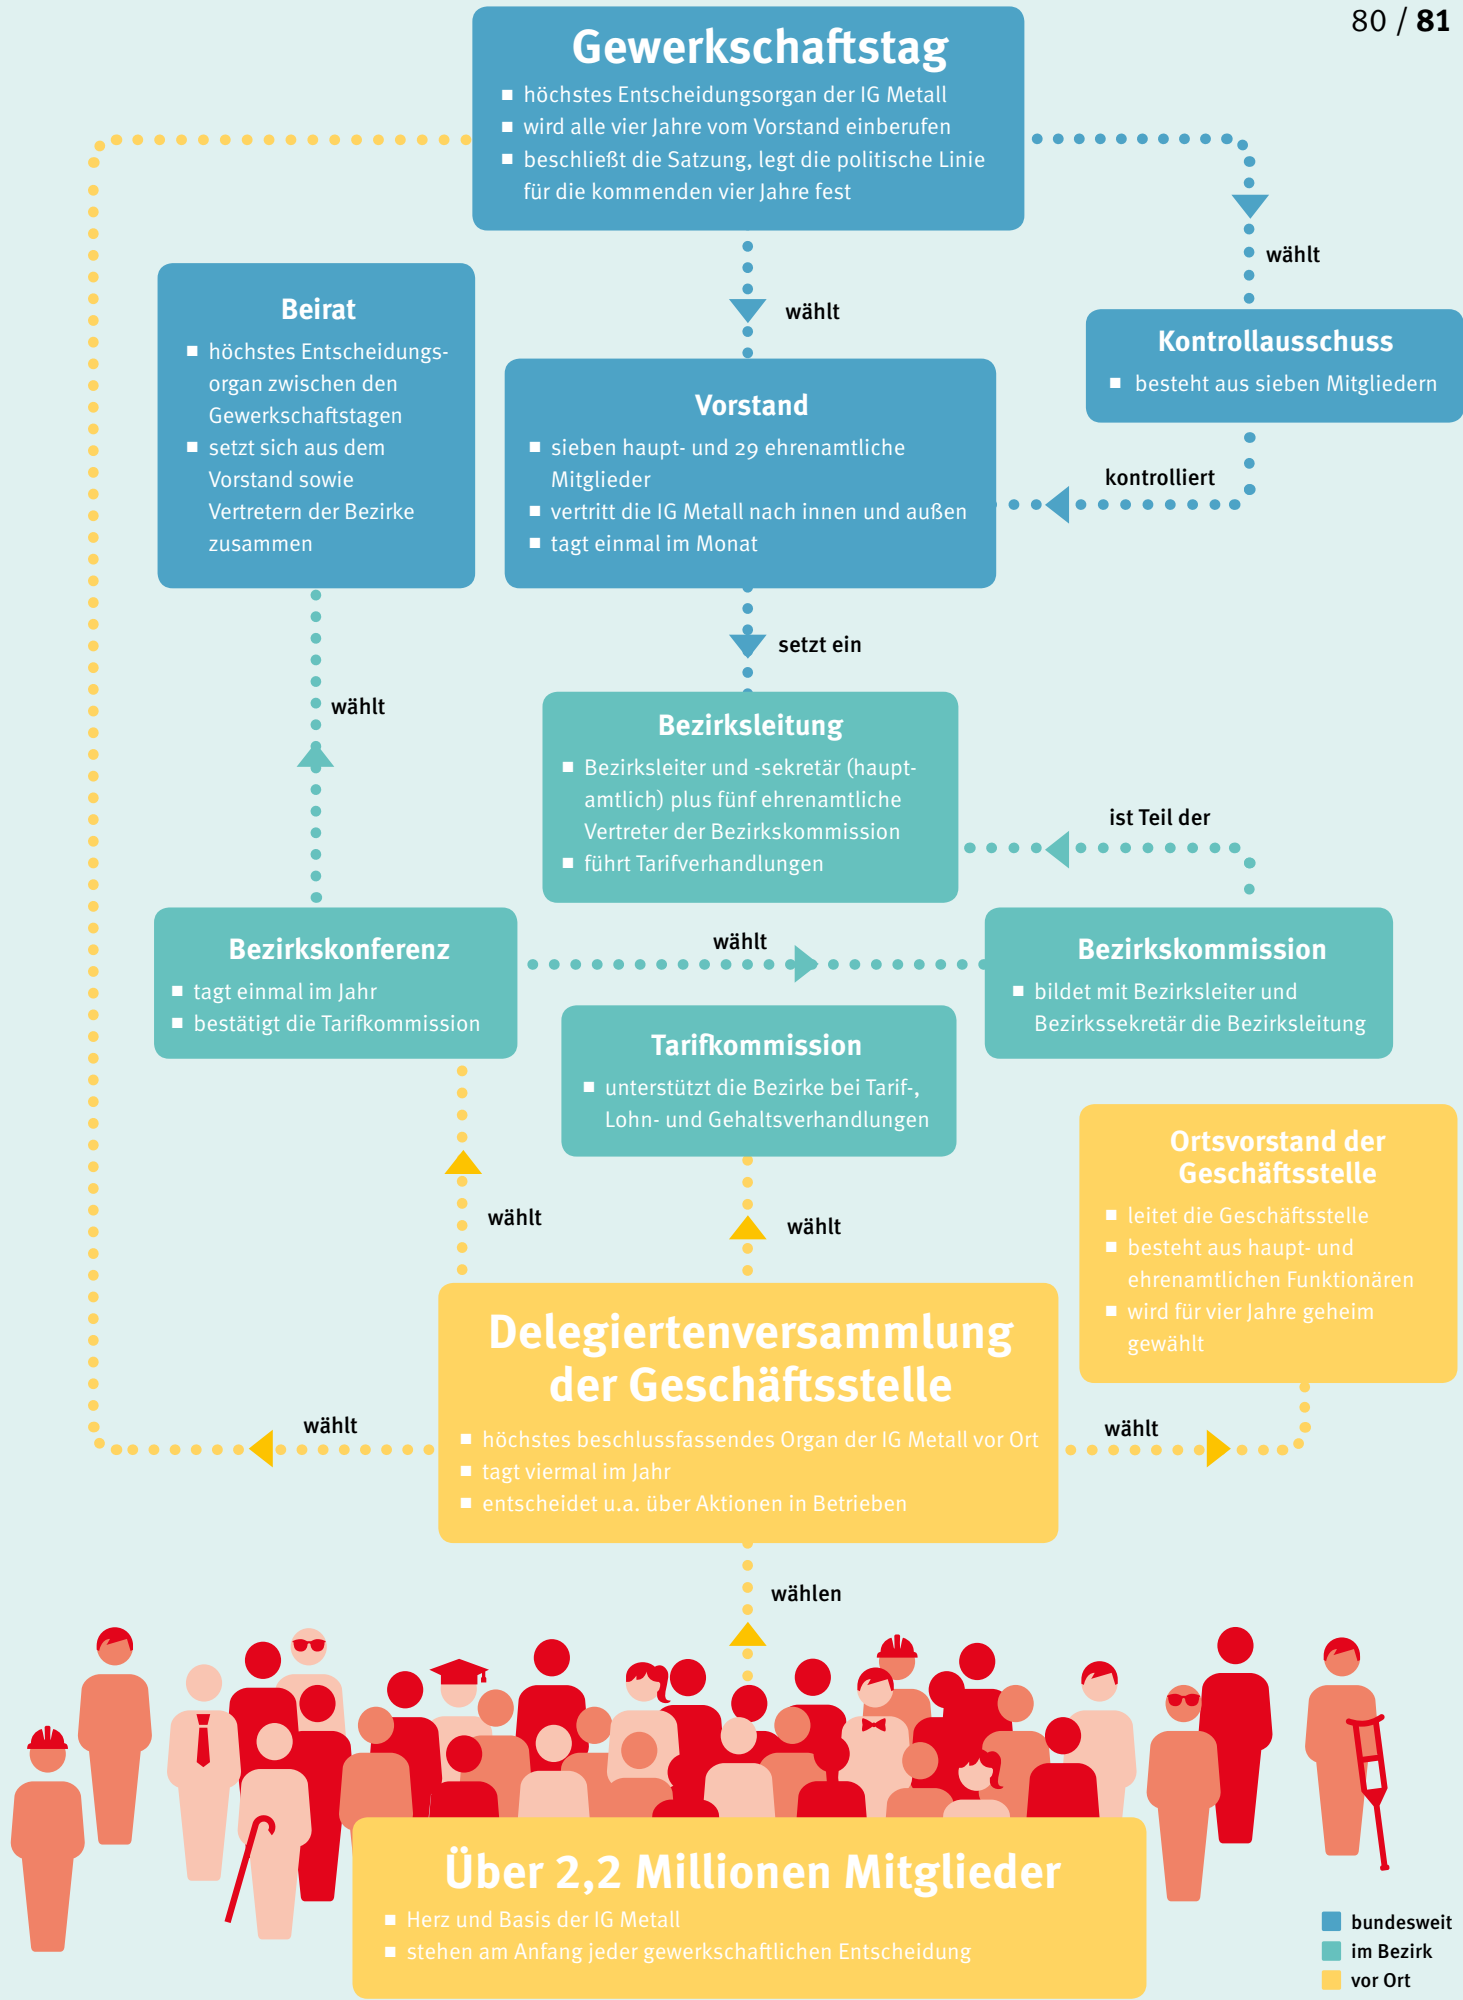 80 / 81
Gewerkschaftstag
■ höchstes Entscheidungsorgan der IG Metall
■ wird alle vier Jahre vom Vorstand einberufen
■ beschließt die Satzung, legt die politische Linie
für die kommenden vier Jahre fest
wählt
wählt
Beirat
■ höchstes Entscheidungs-
organ zwischen den
Gewerkschaftstagen
■ setzt sich aus dem
Vorstand sowie
Vertretern der Bezirke
zusammen
Vorstand
■ sieben haupt- und 29 ehrenamtliche
Mitglieder
■ vertritt die IG Metall nach innen und außen
■ tagt einmal im Monat
Kontrollausschuss
■ besteht aus sieben Mitgliedern
kontrolliert
setzt ein
wählt
Bezirksleitung
■ Bezirksleiter und -sekretär (haupt-
amtlich) plus fünf ehrenamtliche
Vertreter der Bezirkskommission
■ führt Tarifverhandlungen
ist Teil der
Bezirkskonferenz
■ tagt einmal im Jahr
■ bestätigt die Tarifkommission
wählt
Bezirkskommission
■ bildet mit Bezirksleiter und
Bezirkssekretär die Bezirksleitung
Tarifkommission
■ unterstützt die Bezirke bei Tarif-,
Lohn- und Gehaltsverhandlungen
Ortsvorstand der
Geschäftsstelle
■ leitet die Geschäftsstelle
■ besteht aus haupt- und
ehrenamtlichen Funktionären
■ wird für vier Jahre geheim
gewählt
wählt
wählt
Delegiertenversammlung
der Geschäftsstelle
■ höchstes beschlussfassendes Organ der IG Metall vor Ort
■ tagt viermal im Jahr
■ entscheidet u.a. über Aktionen in Betrieben
wählt
wählt
wählen
Über 2,2 Millionen Mitglieder
■ Herz und Basis der IG Metall
■ stehen am Anfang jeder gewerkschaftlichen Entscheidung
bundesweit
im Bezirk
vor Ort